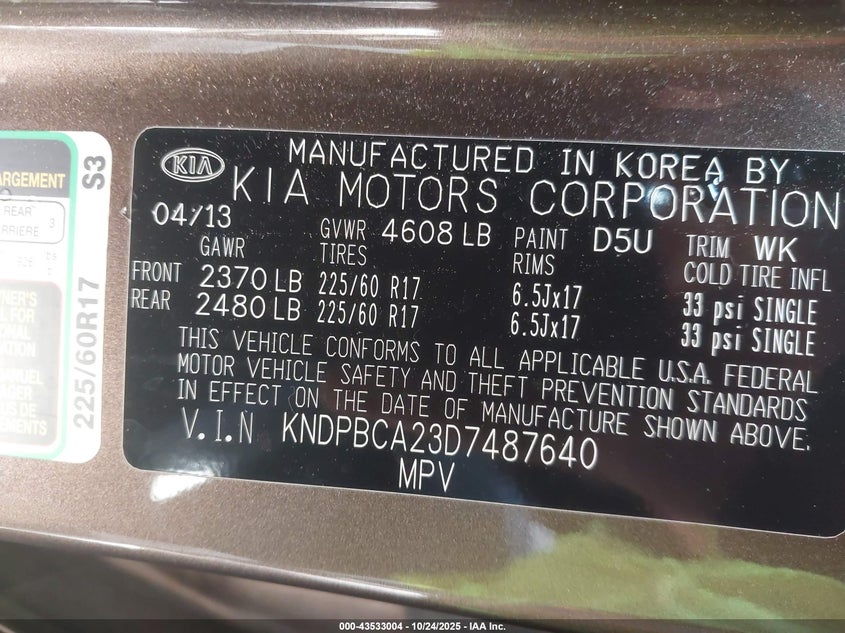 KIA
MANUFACTURED IN KOREA BY
KIA MOTORS CORPORATION
04/13
GVWR 4608 LB
PAINT D5U
TRIM WK
GAWR
TIRES
RIMS
COLD TIRE INFL
FRONT 2370 LB 225/60 R17 6.5Jx17 33 psi SINGLE
REAR 2480 LB 225/60 R17 6.5Jx17 33 psi SINGLE
THIS VEHICLE CONFORMS TO ALL APPLICABLE U.S.A. FEDERAL
MOTOR VEHICLE SAFETY AND THEFT PREVENTION STANDARDS
IN EFFECT ON THE DATE OF MANUFACTURE SHOWN ABOVE.
V.I.N KNDPBCA23D7487640
MPV
ARGEMENT
REAR
RRIERE
3
S3
225/60R17
000-43533004 - 10/24/2025 - IAA Inc.